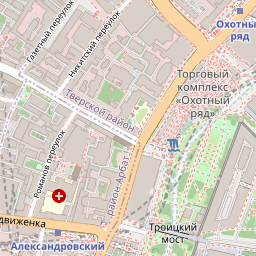 Газетный переулок
Никитский переулок
Охотный
ряд
Торговый
комплекс
«Охотный
ряд»
Тверской район
район Арбат
Романов переулок
движенка
Александровский
Троицкий
мост